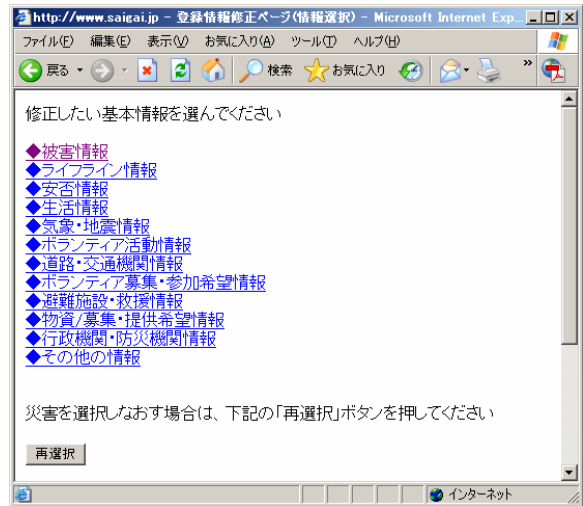 http://www.saigai.jp - 登録情報修正ページ(情報選択) - Microsoft Internet Exp...
ファイル(F) 編集(E) 表示(V) お気に入り(A) ツール(T) ヘルプ(H)
戻る 検索 お気に入り »
修正したい基本情報を選んでください
◆被害情報
◆ライフライン情報
◆安否情報
◆生活情報
◆気象・地震情報
◆ボランティア活動情報
◆道路・交通機関情報
◆ボランティア募集・参加希望情報
◆避難施設・救援情報
◆物資/募集・提供希望情報
◆行政機関・防災機関情報
◆その他の情報
災害を選択しなおす場合は、下記の「再選択」ボタンを押してください
再選択
インターネット